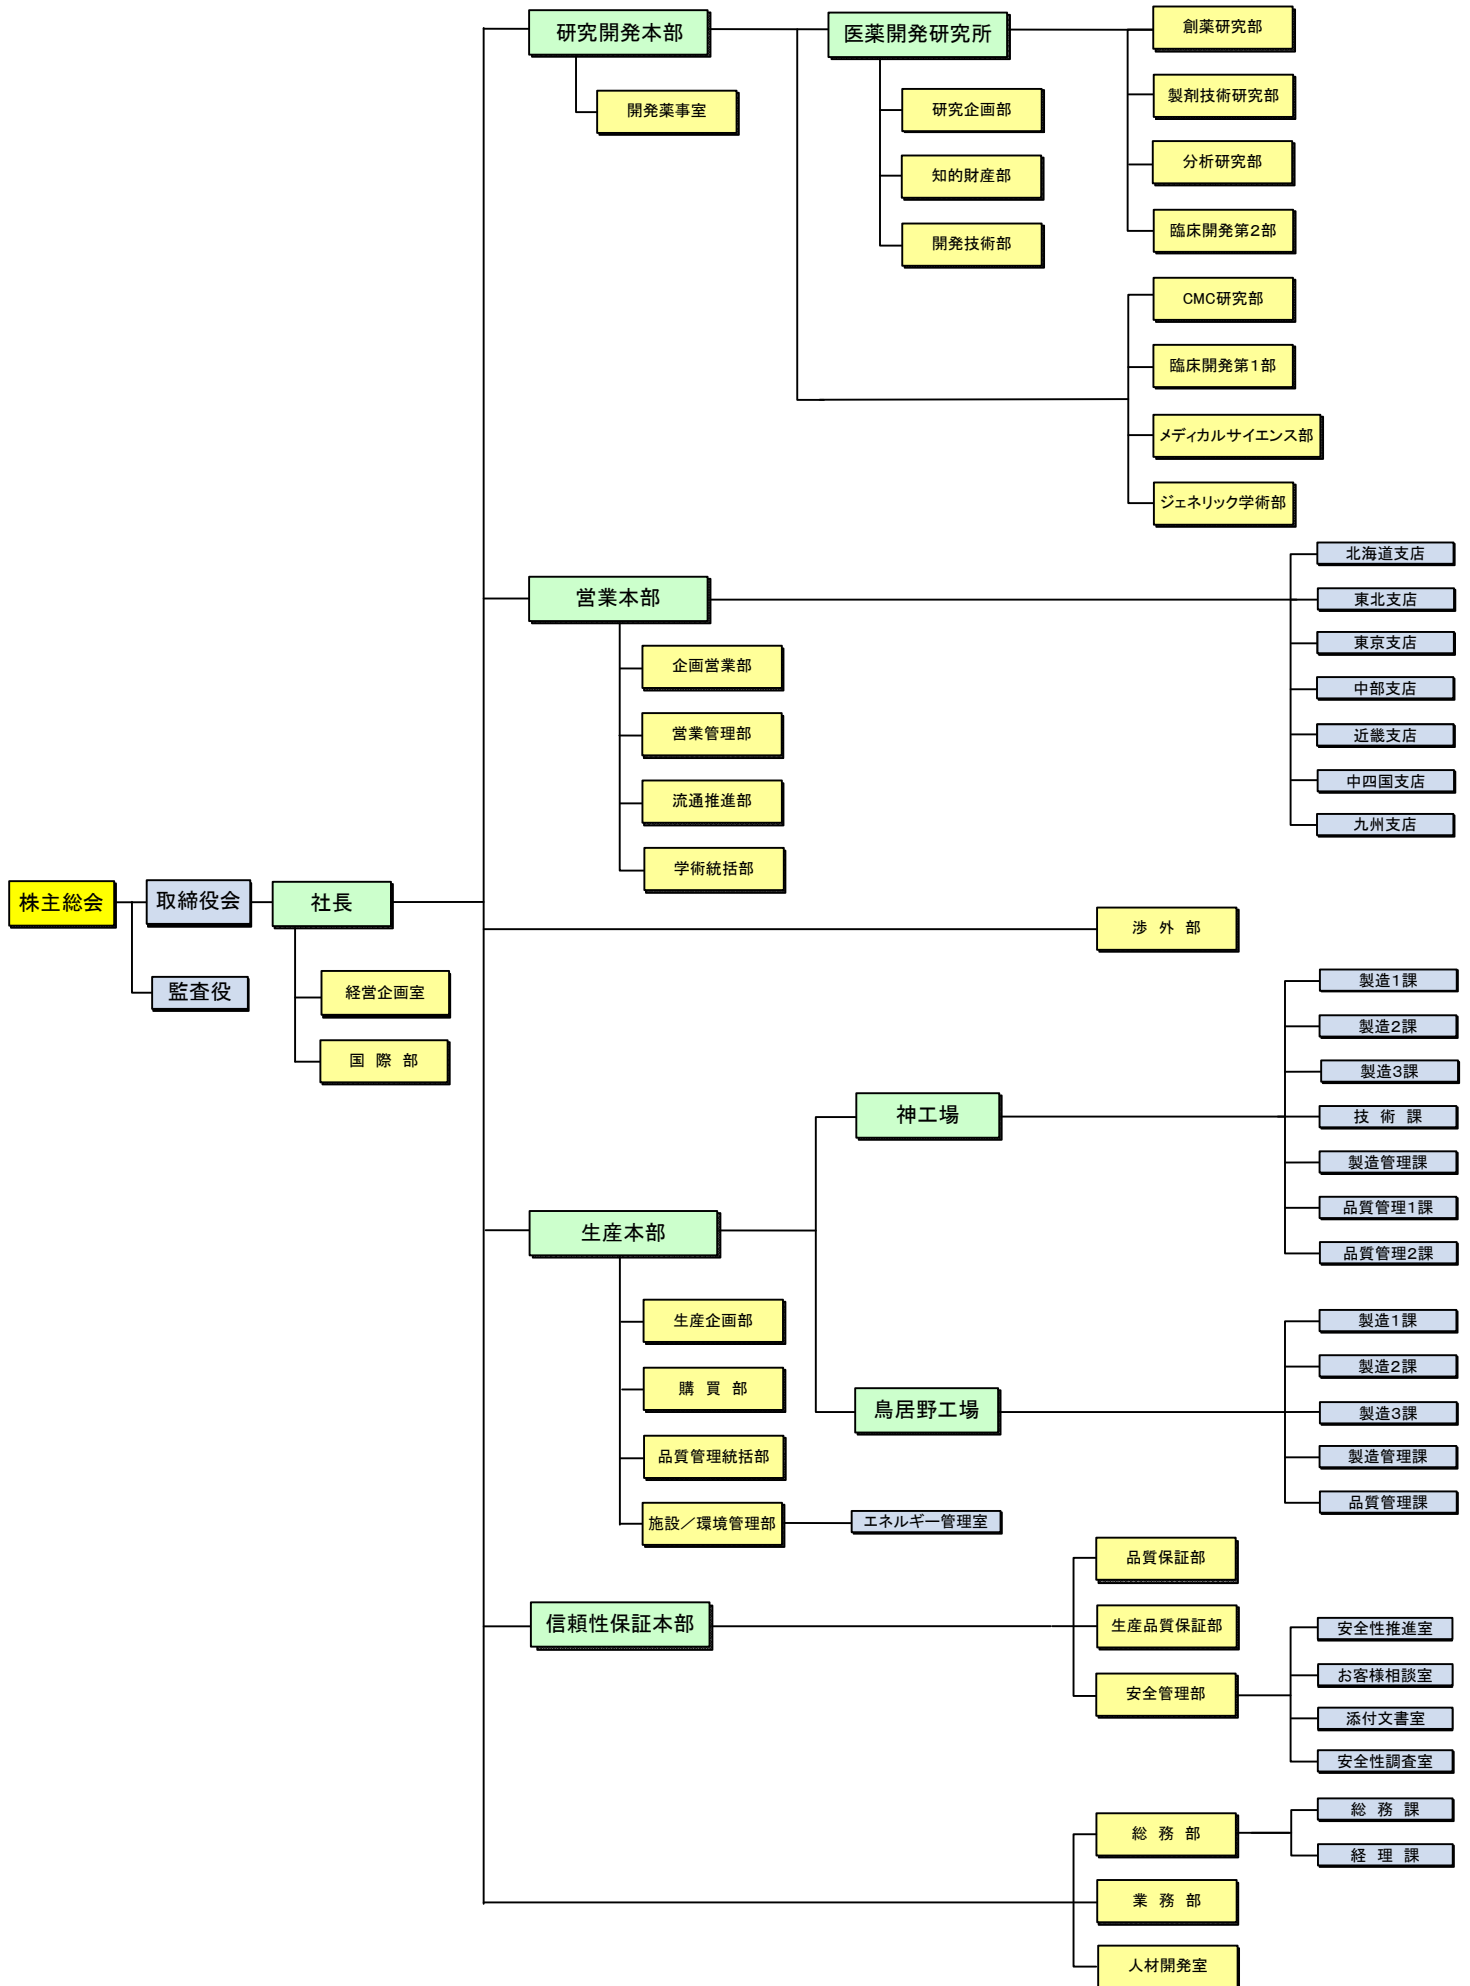 研究開発本部
開発薬事室
医薬開発研究所
研究企画部
知的財産部
開発技術部
創薬研究部
製剤技術研究部
分析研究部
臨床開発第2部
CMC研究部
臨床開発第1部
メディカルサイエンス部
ジェネリック学術部
営業本部
企画営業部
営業管理部
流通推進部
学術統括部
北海道支店
東北支店
東京支店
中部支店
近畿支店
中四国支店
九州支店
株主総会
取締役会
監査役
社長
経営企画室
国 際 部
渉 外 部
生産本部
生産企画部
購 買 部
品質管理統括部
施設／環境管理部
エネルギー管理室
神工場
製造1課
製造2課
製造3課
技 術 課
製造管理課
品質管理1課
品質管理2課
鳥居野工場
製造1課
製造2課
製造3課
製造管理課
品質管理課
信頼性保証本部
品質保証部
生産品質保証部
安全管理部
安全性推進室
お客様相談室
添付文書室
安全性調査室
総 務 部
総 務 課
経 理 課
業 務 部
人材開発室